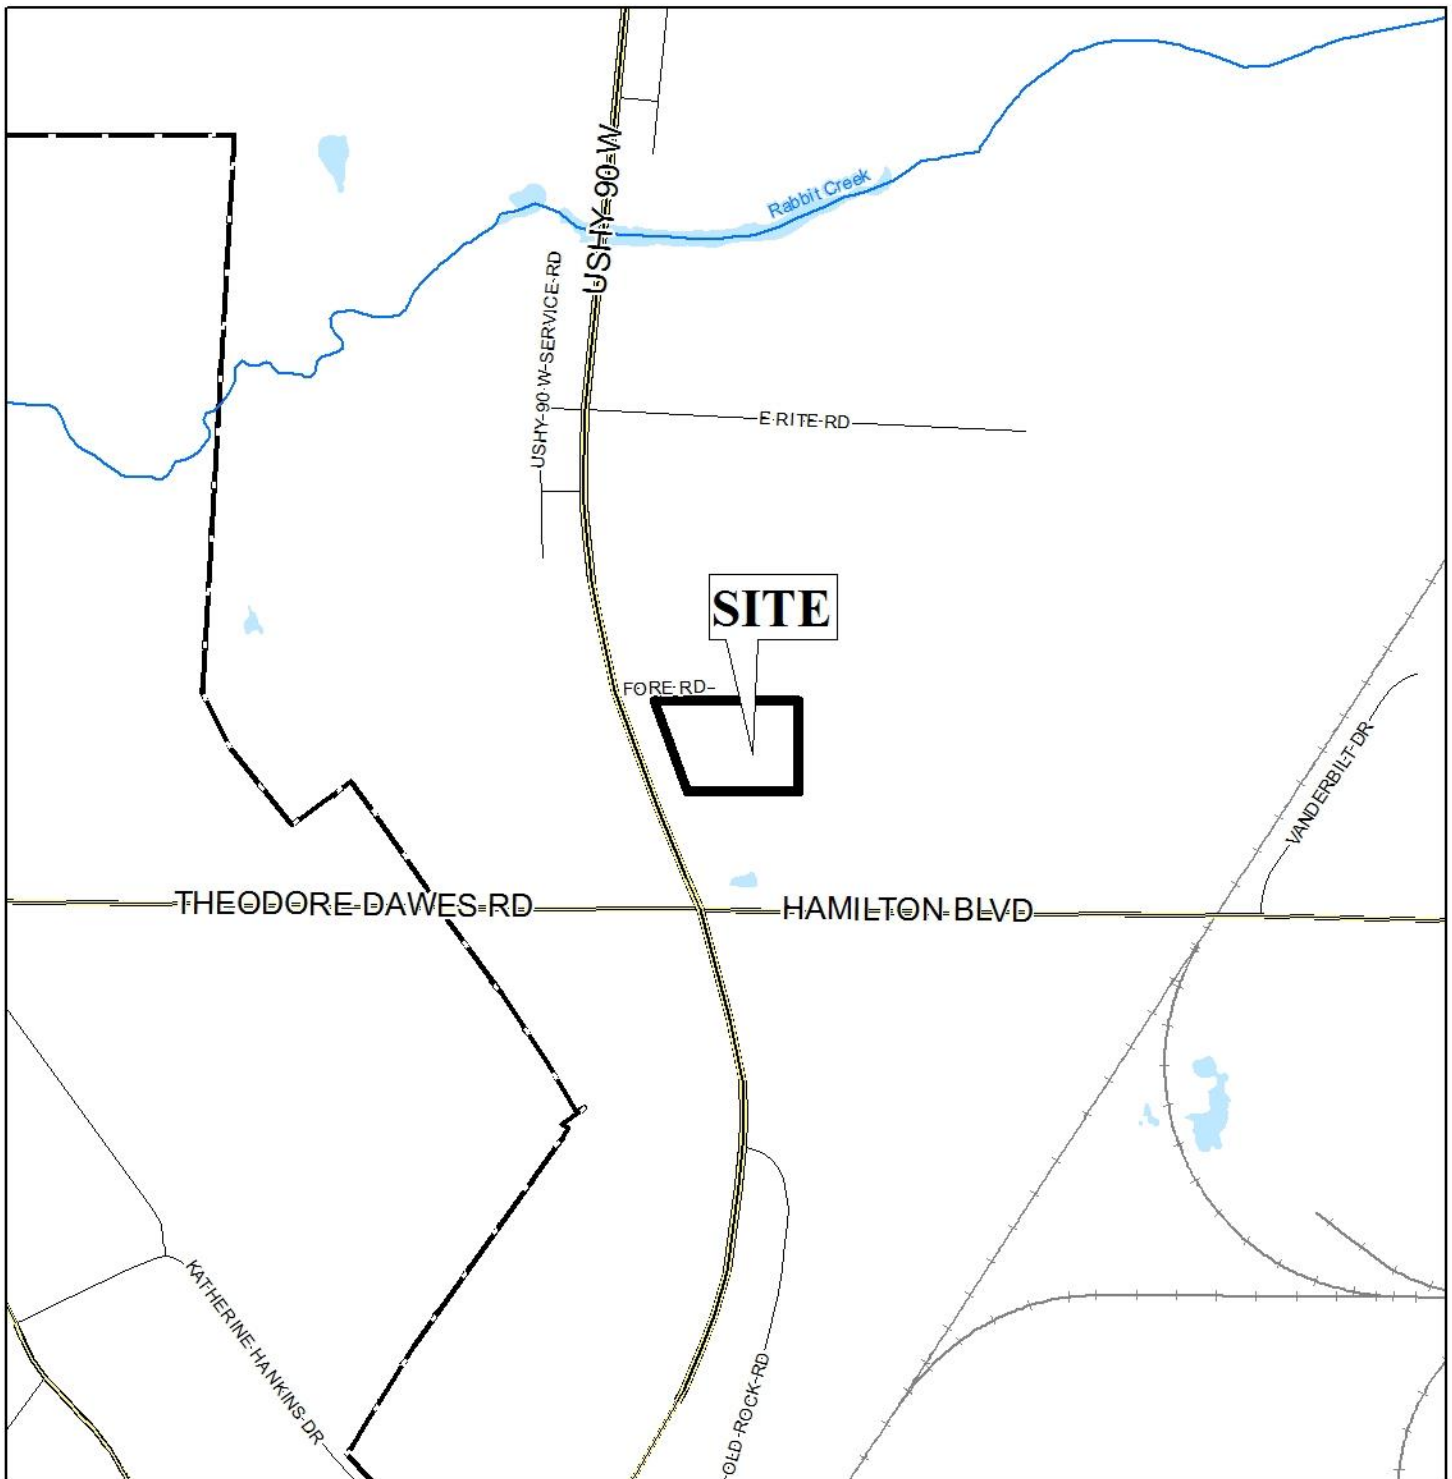 USHY 90 W
Rabbit Creek
USHY 90 W SERVICE RD
E RITE RD
SITE
FORE RD
VANDERBILT DR
THEODORE DAWES RD
HAMILTON BLVD
KATHERINE HANKINS DR
OLD ROCK RD